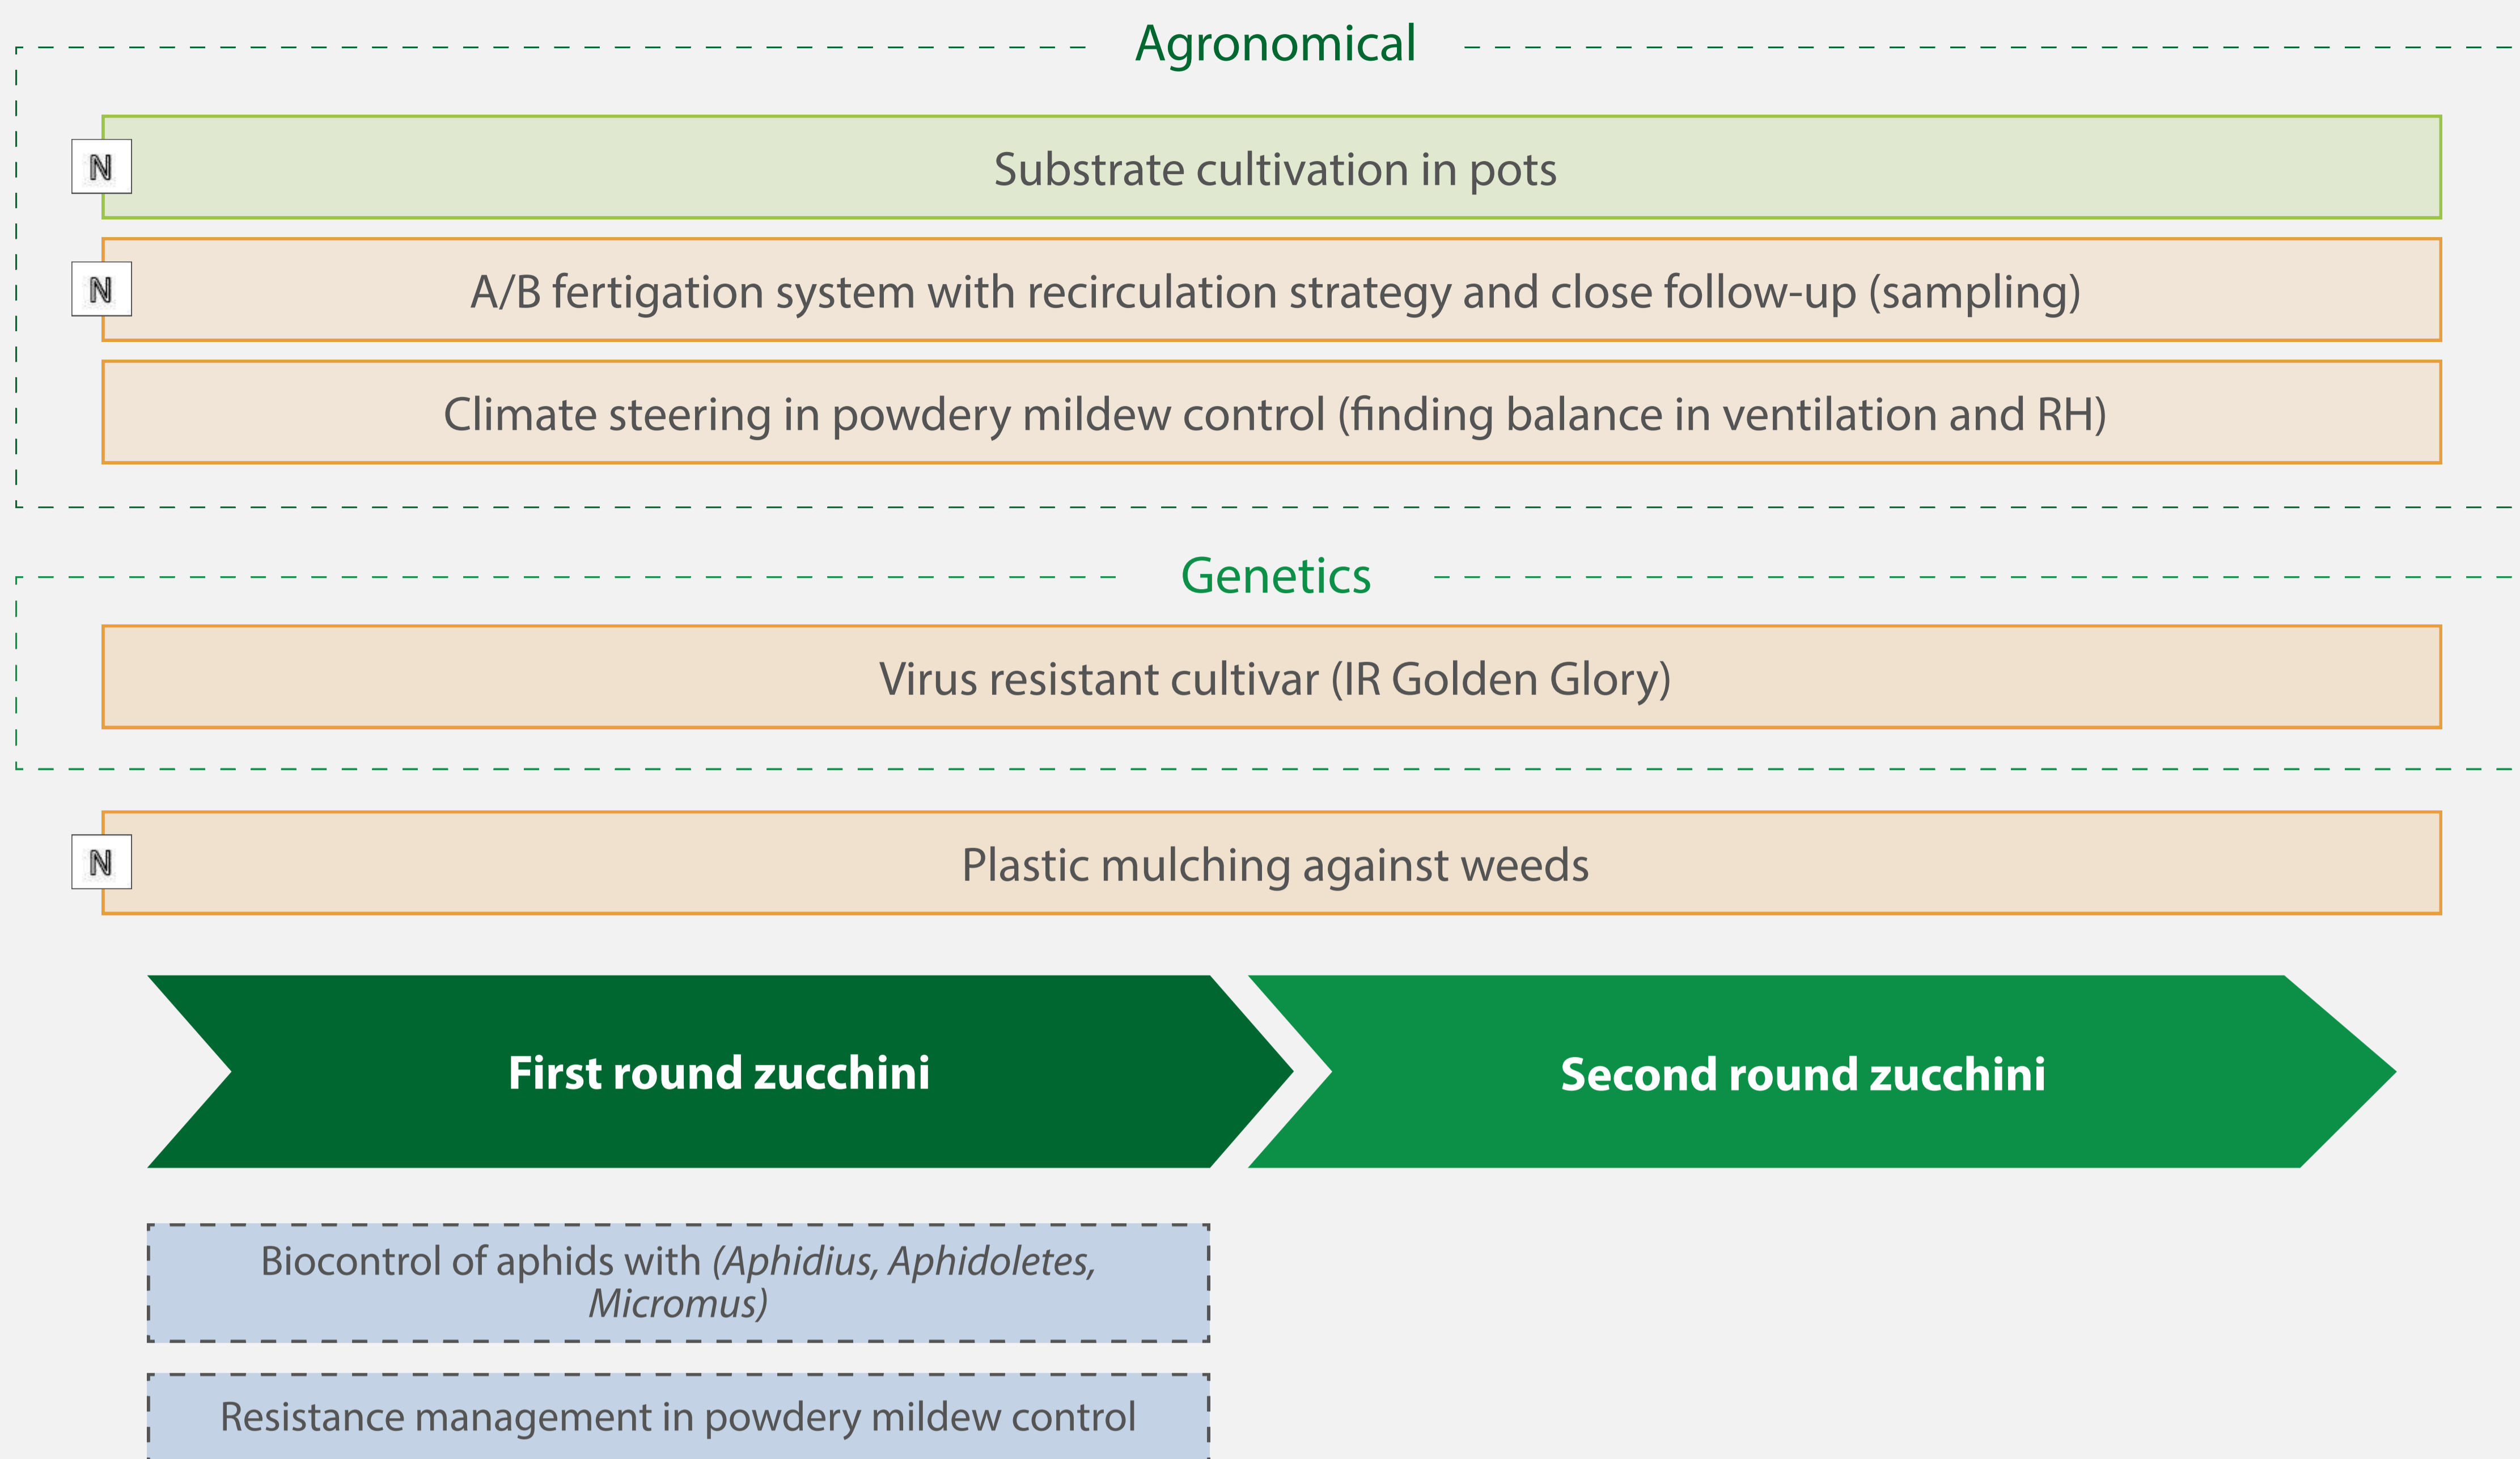 Agronomical
N
Substrate cultivation in pots
N
A/B fertigation system with recirculation strategy and close follow-up (sampling)
Climate steering in powdery mildew control (finding balance in ventilation and RH)
Genetics
Virus resistant cultivar (IR Golden Glory)
N
Plastic mulching against weeds
First round zucchini
Second round zucchini
Biocontrol of aphids with (Aphidius, Aphidoletes,
Micromus)
Resistance management in powdery mildew control